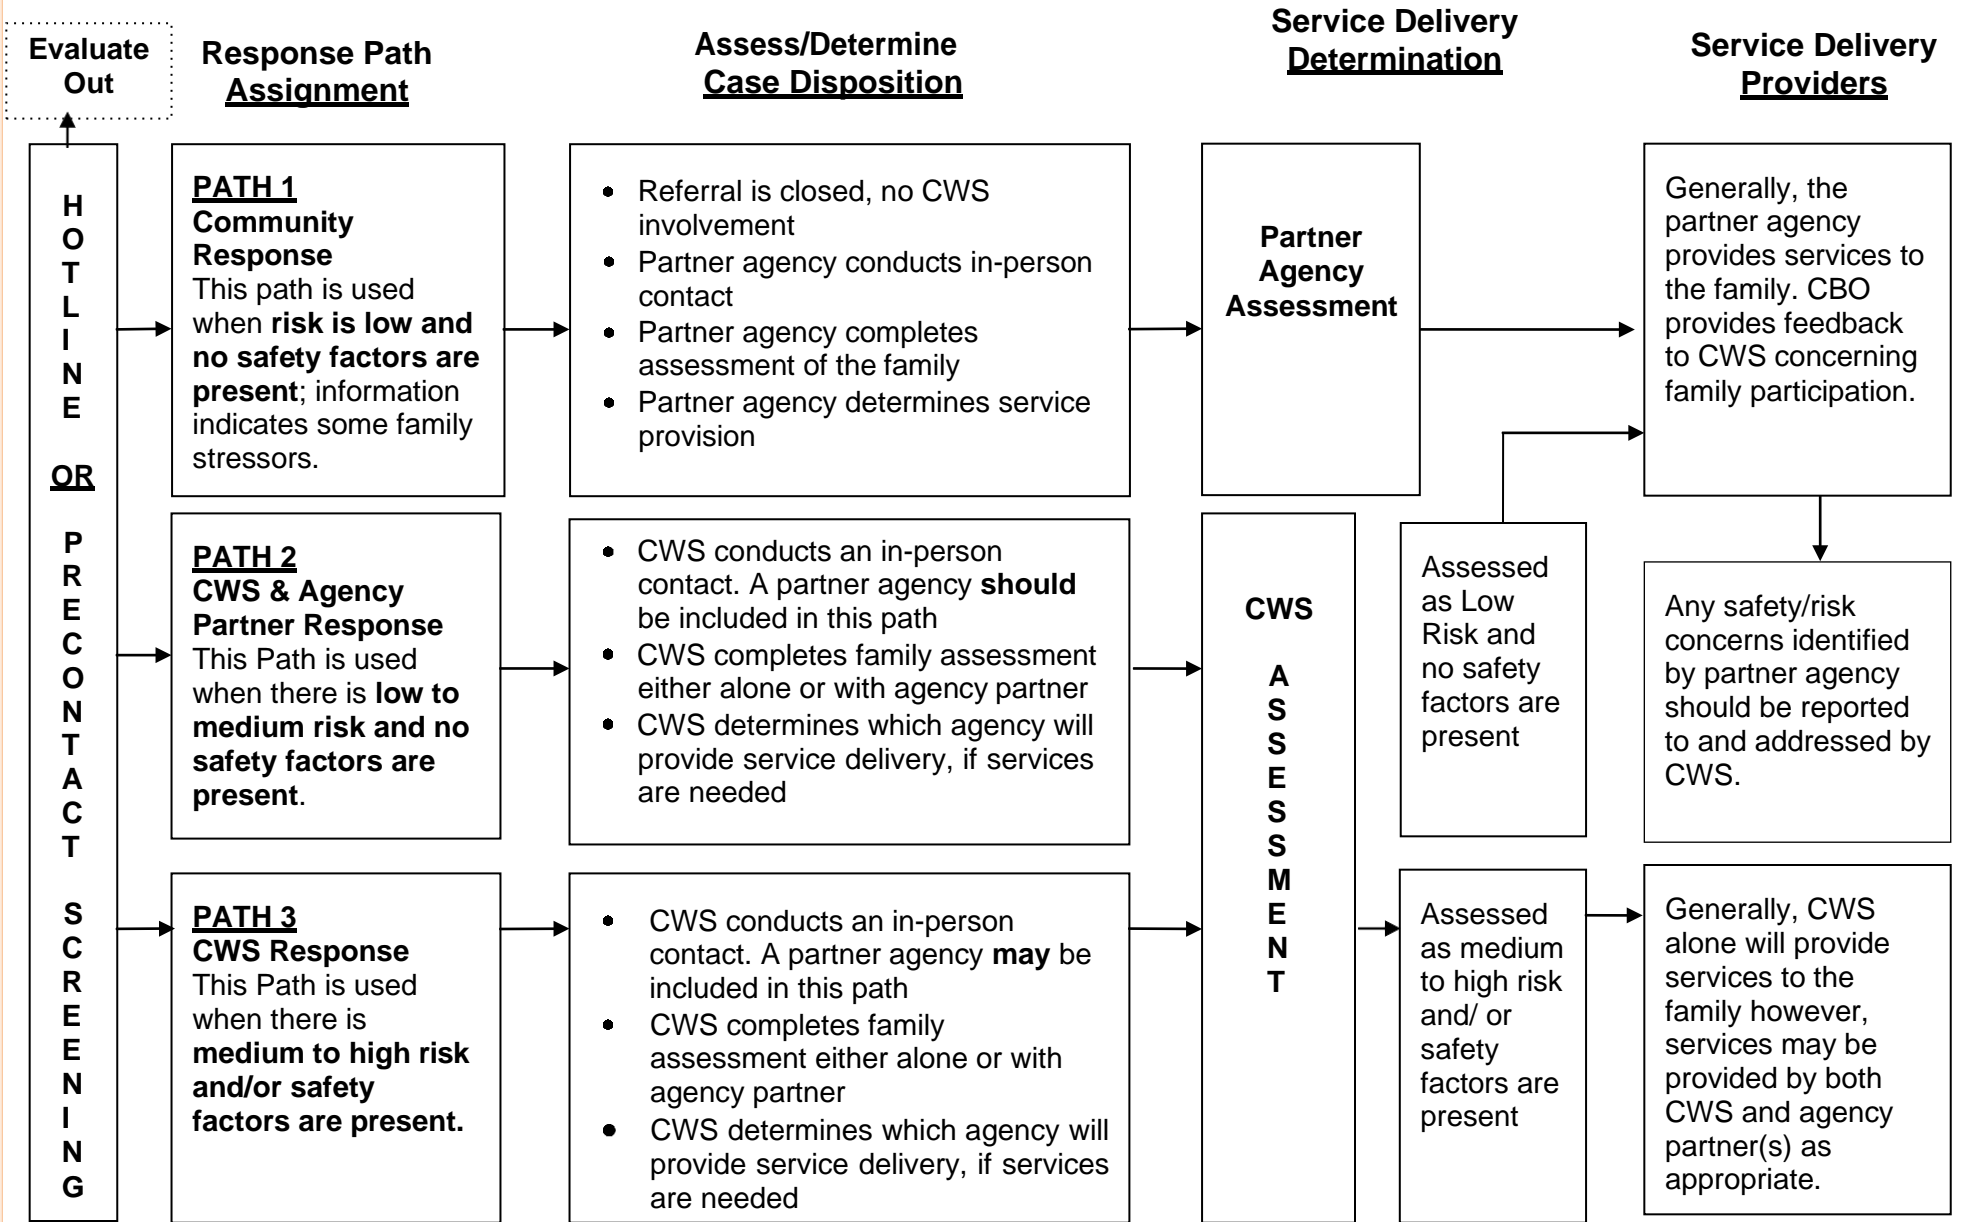 Evaluate
Out
Response Path
Assignment
Assess/Determine
Case Disposition
Service Delivery
Determination
Service Delivery
Providers
HOTLINE
OR
PRECONTACT
SCREENING
PATH 1
Community
Response
This path is used
when risk is low and
no safety factors are
present; information
indicates some family
stressors.
• Referral is closed, no CWS
involvement
• Partner agency conducts in-person
contact
• Partner agency completes
assessment of the family
• Partner agency determines service
provision
Partner
Agency
Assessment
Generally, the
partner agency
provides services to
the family. CBO
provides feedback
to CWS concerning
family participation.
PATH 2
CWS & Agency
Partner Response
This Path is used
when there is low to
medium risk and no
safety factors are
present.
• CWS conducts an in-person
contact. A partner agency should
be included in this path
• CWS completes family assessment
either alone or with agency partner
• CWS determines which agency will
provide service delivery, if services
are needed
CWS
ASSESSMENT
Assessed
as Low
Risk and
no safety
factors are
present
Any safety/risk
concerns identified
by partner agency
should be reported
to and addressed by
CWS.
PATH 3
CWS Response
This Path is used
when there is
medium to high risk
and/or safety
factors are present.
• CWS conducts an in-person
contact. A partner agency may be
included in this path
• CWS completes family
assessment either alone or with
agency partner
• CWS determines which agency will
provide service delivery, if services
are needed
Assessed
as medium
to high risk
and/ or
safety
factors are
present
Generally, CWS
alone will provide
services to the
family however,
services may be
provided by both
CWS and agency
partner(s) as
appropriate.